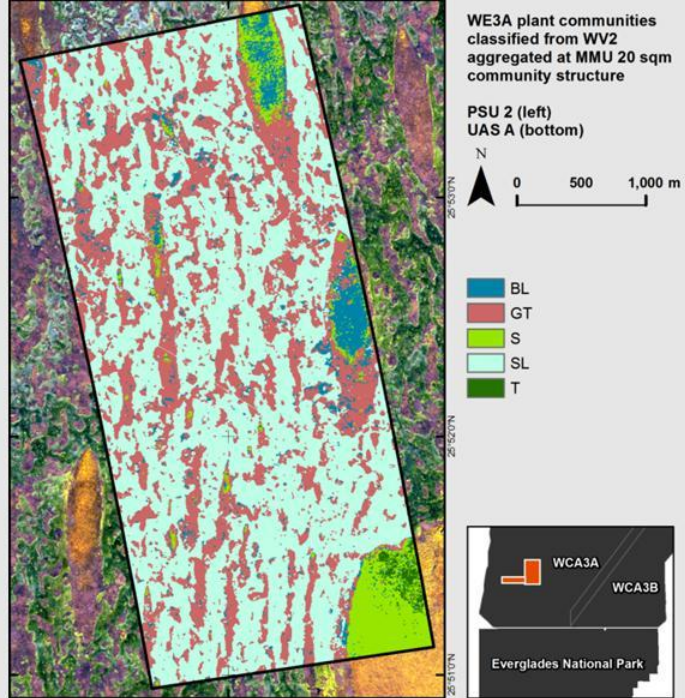 WE3A plant communities
classified from WV2
aggregated at MMU 20 sqm
community structure
PSU 2 (left)
UAS A (bottom)
N
0 500 1,000 m
25°53'0"N
BL
GT
S
SL
T
25°52'0"N
WCA3A
WCA3B
Everglades National Park
25°51'0"N